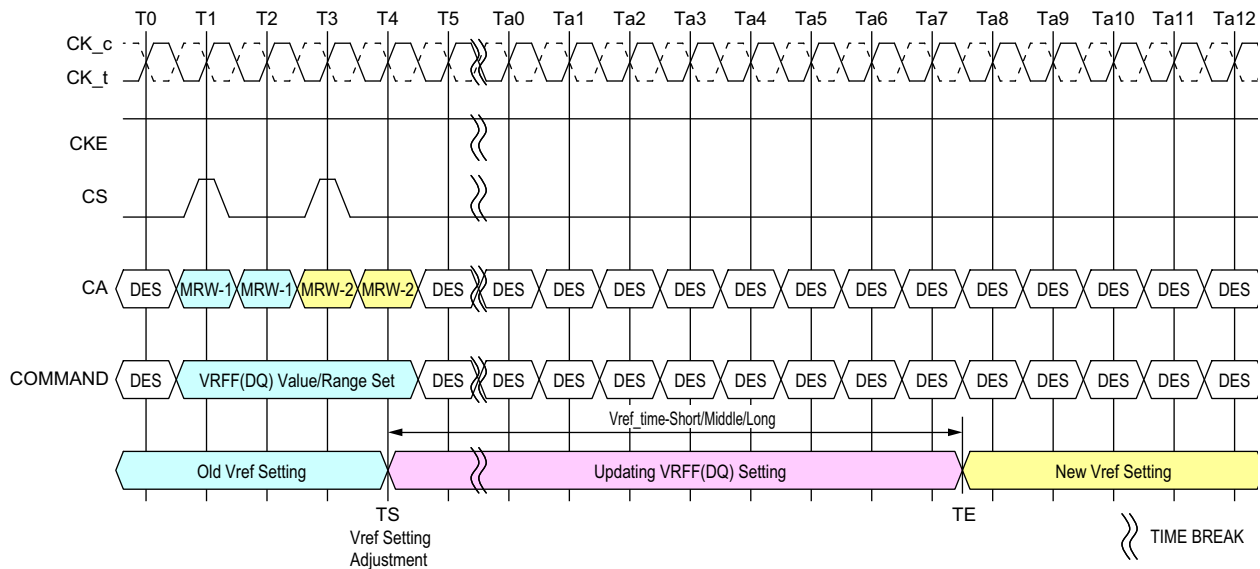 T0 T1 T2 T3 T4 T5 Ta0 Ta1 Ta2 Ta3 Ta4 Ta5 Ta6 Ta7 Ta8 Ta9 Ta10 Ta11 Ta12
CK_c
CK_t
CKE
CS
CA DES MRW-1 MRW-1 MRW-2 MRW-2 DES DES DES DES DES DES DES DES DES DES DES DES DES DES
COMMAND DES VRFF(DQ) Value/Range Set DES DES DES DES DES DES DES DES DES DES DES DES DES DES
Vref_time-Short/Middle/Long
Old Vref Setting Updating VRFF(DQ) Setting New Vref Setting
TS TE
Vref Setting
Adjustment
TIME BREAK